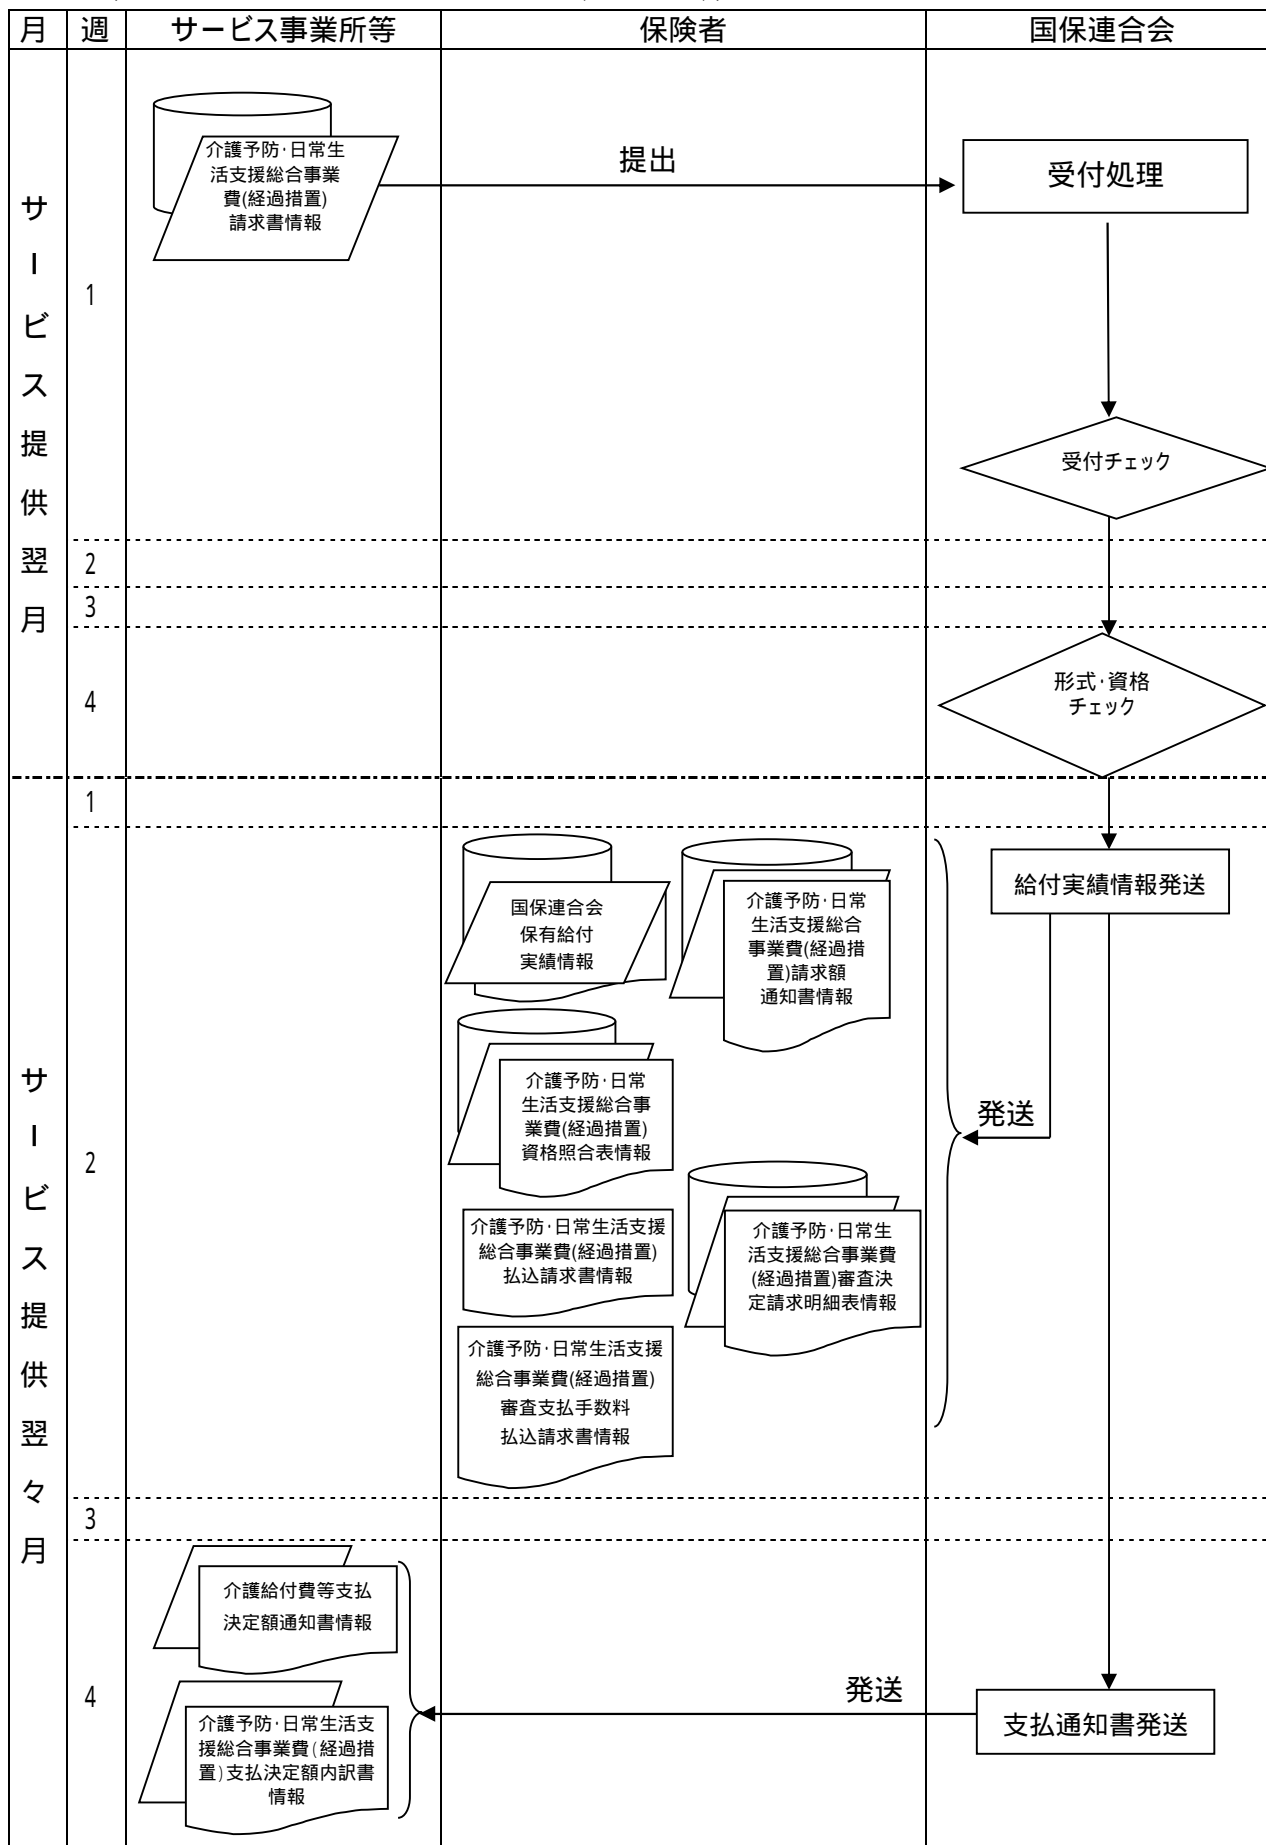 月 週 サービス事業所等 保険者 国保連合会
サービス提供翌月
1
介護予防・日常生
活支援総合事業
費(経過措置)
請求書情報
提出
受付処理
受付チェック
2
3
4
形式・資格
チェック
サービス提供翌々月
1
2
国保連合会
保有給付
実績情報
介護予防・日常
生活支援総合
事業費(経過措
置)請求額
通知書情報
給付実績情報発送
介護予防・日常
生活支援総合事
業費(経過措置)
資格照合表情報
発送
介護予防・日常生活支援
総合事業費(経過措置)
払込請求書情報
介護予防・日常生
活支援総合事業費
(経過措置)審査決
定請求明細表情報
介護予防・日常生活支援
総合事業費(経過措置)
審査支払手数料
払込請求書情報
3
4
介護給付費等支払
決定額通知書情報
発送
支払通知書発送
介護予防・日常生活支
援総合事業費(経過措
置)支払決定額内訳書
情報